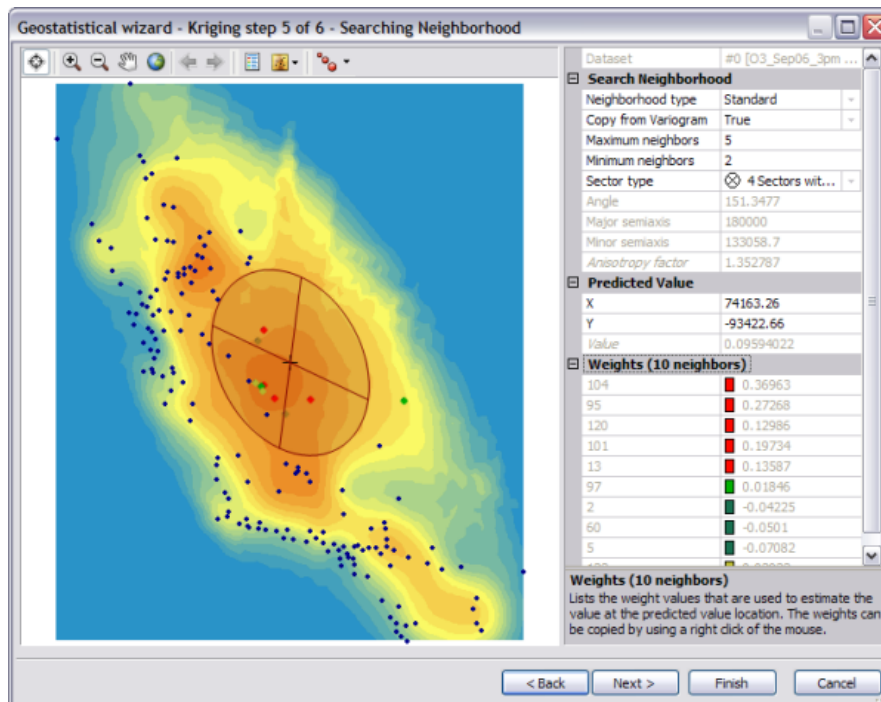 Geostatistical wizard - Kriging step 5 of 6 - Searching Neighborhood
Dataset #0 [O3_Sep06_3pm ...
Search Neighborhood
Neighborhood type Standard
Copy from Variogram True
Maximum neighbors 5
Minimum neighbors 2
Sector type 4 Sectors wit...
Angle 151.3477
Major semiaxis 180000
Minor semiaxis 133058.7
Anisotropy factor 1.352787
Predicted Value
X 74163.26
Y -93422.66
Value 0.09594022
Weights (10 neighbors)
104 0.36963
95 0.27268
120 0.12986
101 0.19734
13 0.13587
97 0.01846
2 -0.04225
60 -0.0501
5 -0.07082
Weights (10 neighbors)
Lists the weight values that are used to estimate the
value at the predicted value location. The weights can
be copied by using a right click of the mouse.
< Back Next > Finish Cancel